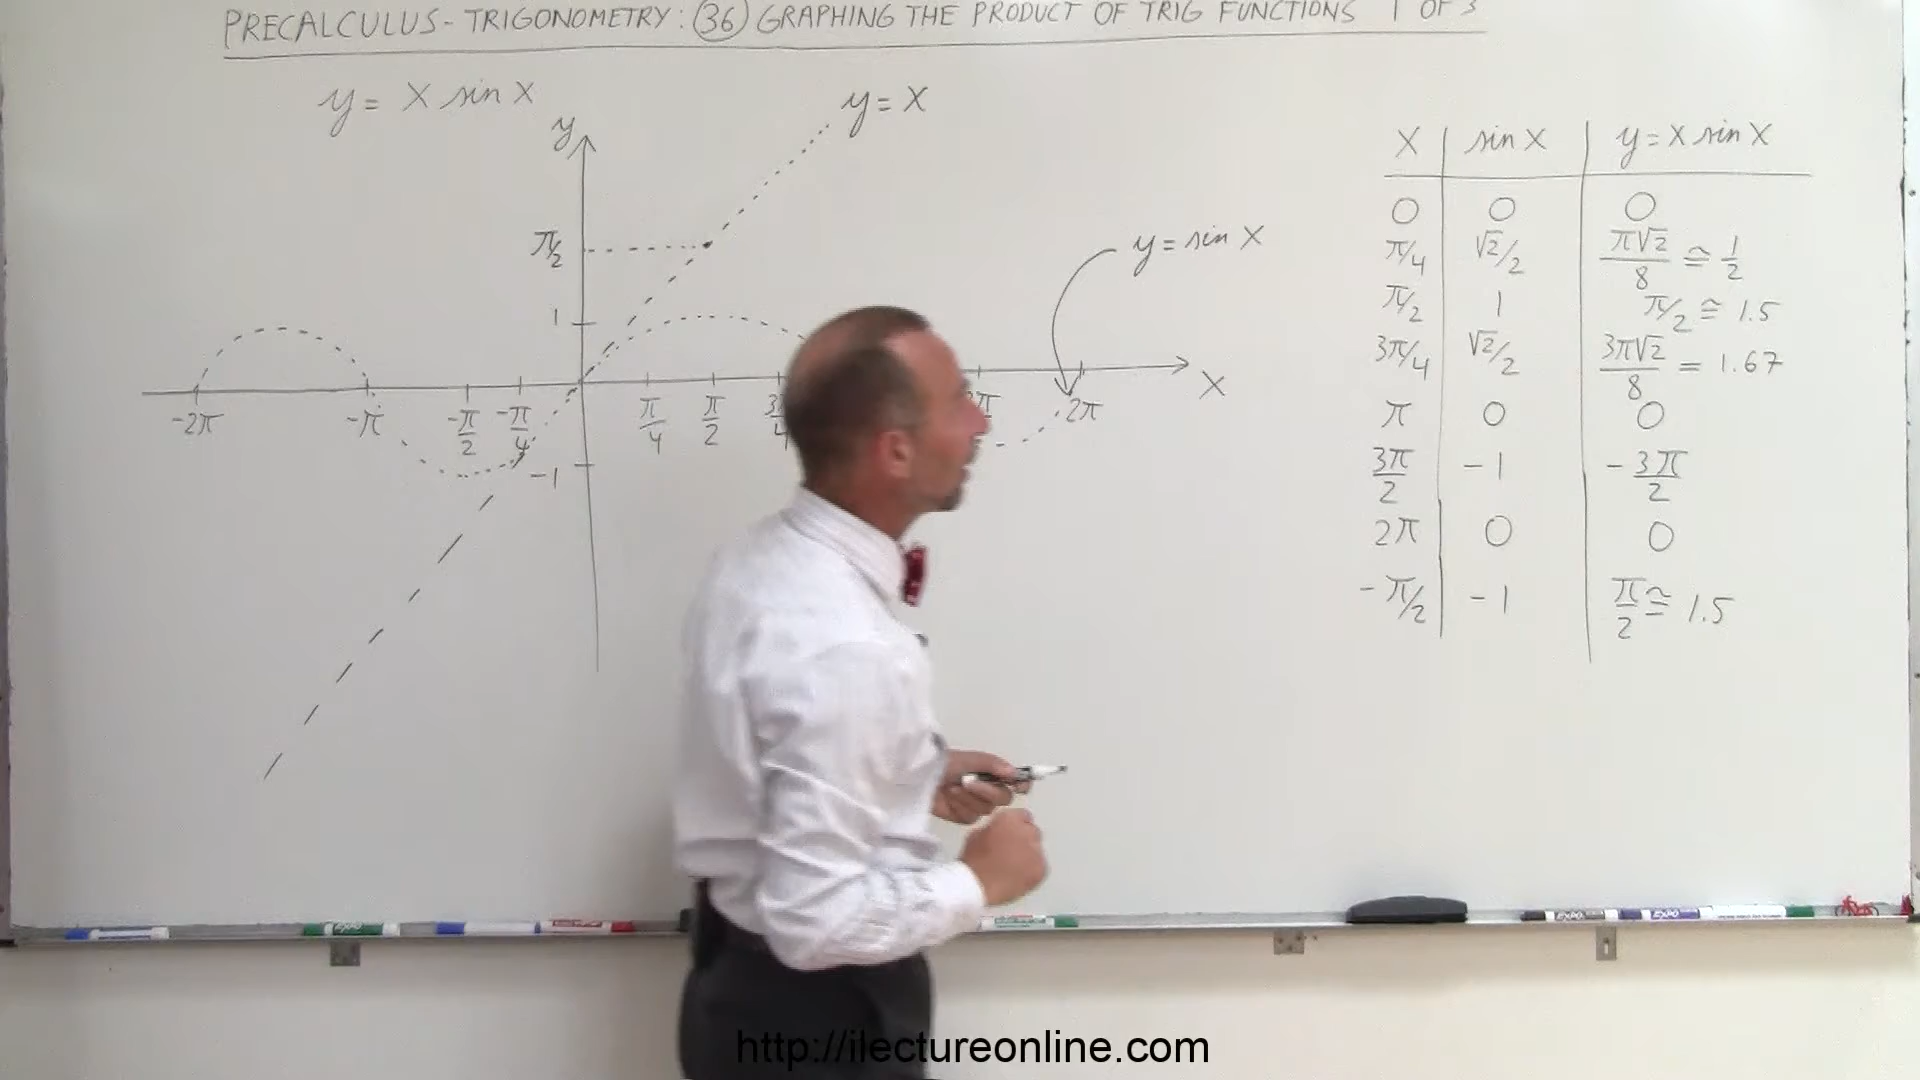 PRECALCULUS - TRIGONOMETRY: 36 GRAPHING THE PRODUCT OF TRIG FUNCTIONS 1 OF 3
y = x sin x
y = x
y
π/2
1
y = sin x
x
-2π -π -π/2 -π/4 π/4 π/2 2π
-1
x sin x y = x sin x
0 0 0
π/4 √2/2 π√2/8 ≅ 1/2
π/2 1 π/2 ≅ 1.5
3π/4 √2/2 3π√2/8 = 1.67
π 0 0
3π/2 -1 -3π/2
2π 0 0
-π/2 -1 π/2 ≅ 1.5
EXPO EXPO
http://ilectureonline.com